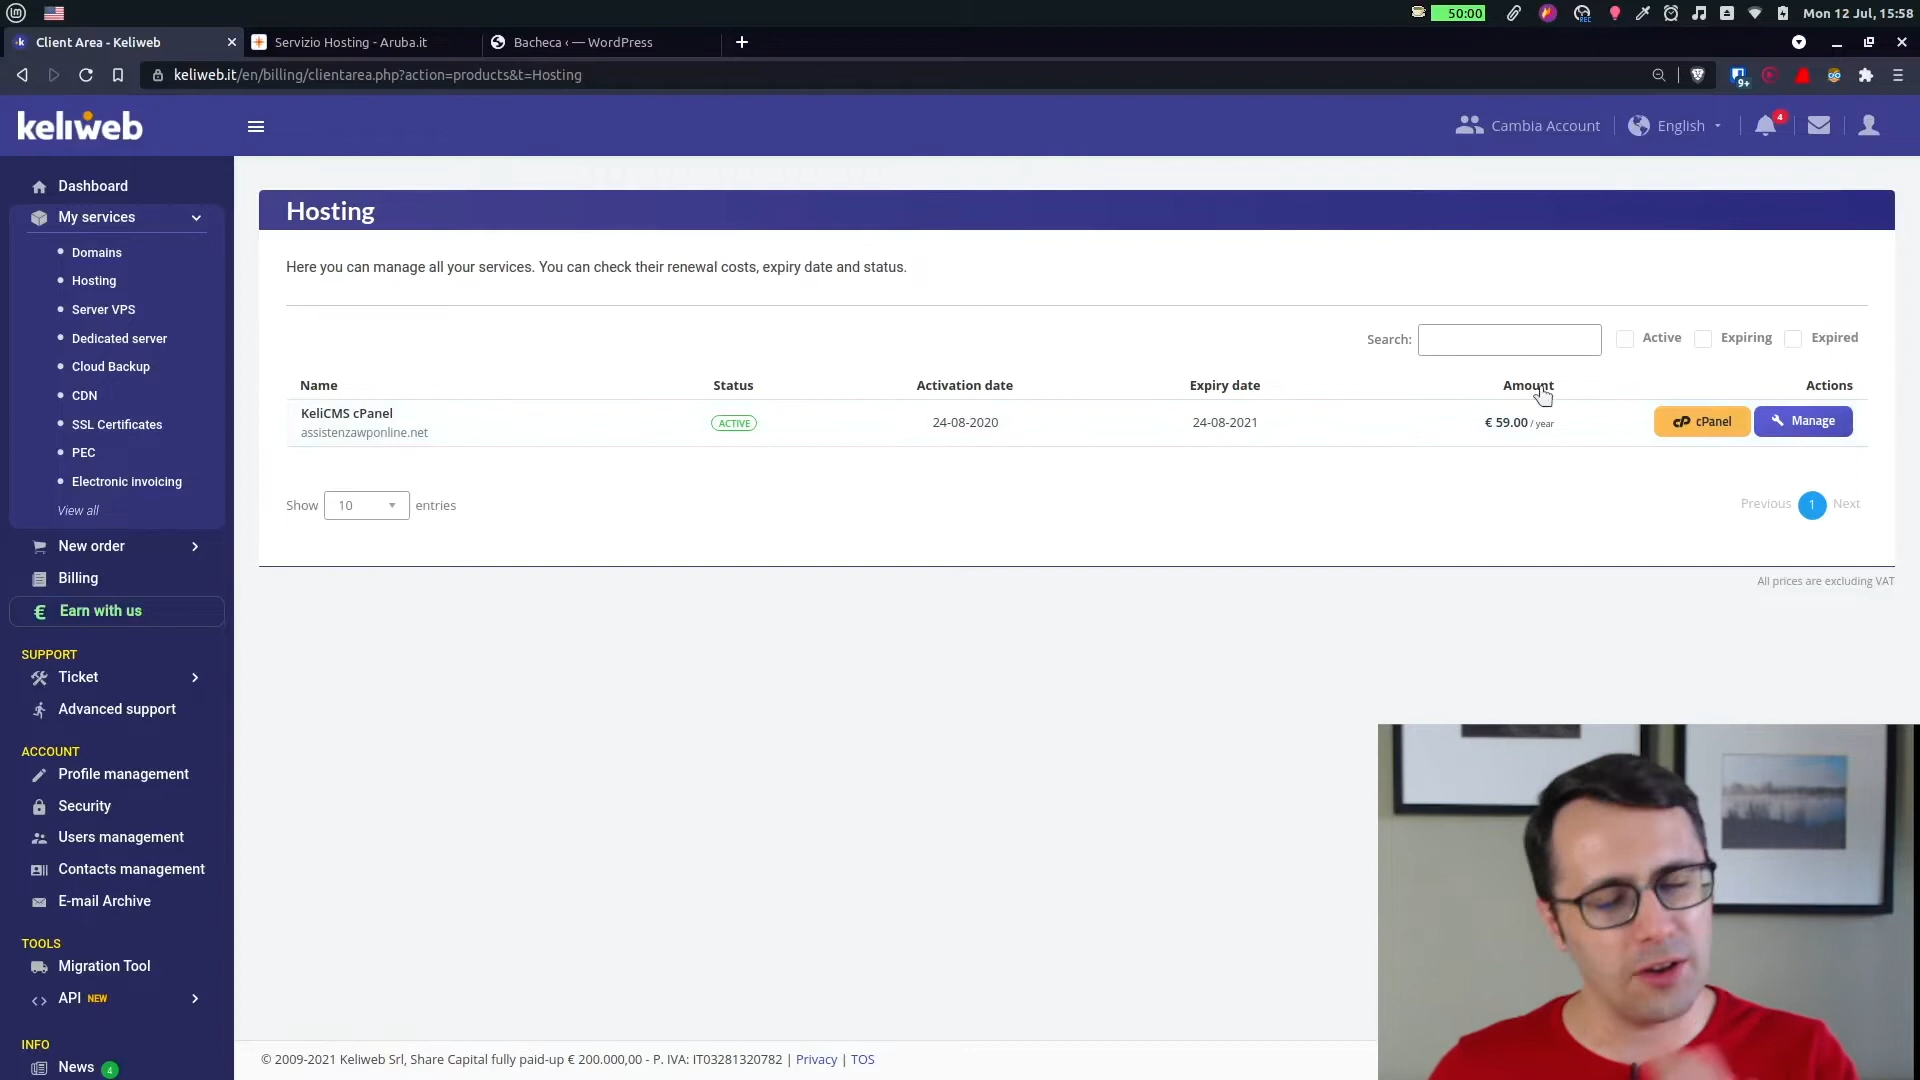 50:00
REC
Mon 12 Jul, 15:58
Client Area - Keliweb
Servizio Hosting - Aruba.it
Bacheca ‹ — WordPress
keliweb.it/en/billing/clientarea.php?action=products&t=Hosting
9+
keliweb
Cambia Account
English
4
Dashboard
My services
Domains
Hosting
Server VPS
Dedicated server
Cloud Backup
CDN
SSL Certificates
PEC
Electronic invoicing
View all
New order
Billing
€ Earn with us
SUPPORT
Ticket
Advanced support
ACCOUNT
Profile management
Security
Users management
Contacts management
E-mail Archive
TOOLS
Migration Tool
API NEW
INFO
News 4
Hosting
Here you can manage all your services. You can check their renewal costs, expiry date and status.
Search: Active Expiring Expired
Name Status Activation date Expiry date Amount Actions
KeliCMS cPanel
assistenzawponline.net
ACTIVE
24-08-2020
24-08-2021
€ 59.00 / year
cP cPanel
Manage
Show 10 entries
Previous 1 Next
All prices are excluding VAT
© 2009-2021 Keliweb Srl, Share Capital fully paid-up € 200.000,00 - P. IVA: IT03281320782 | Privacy | TOS